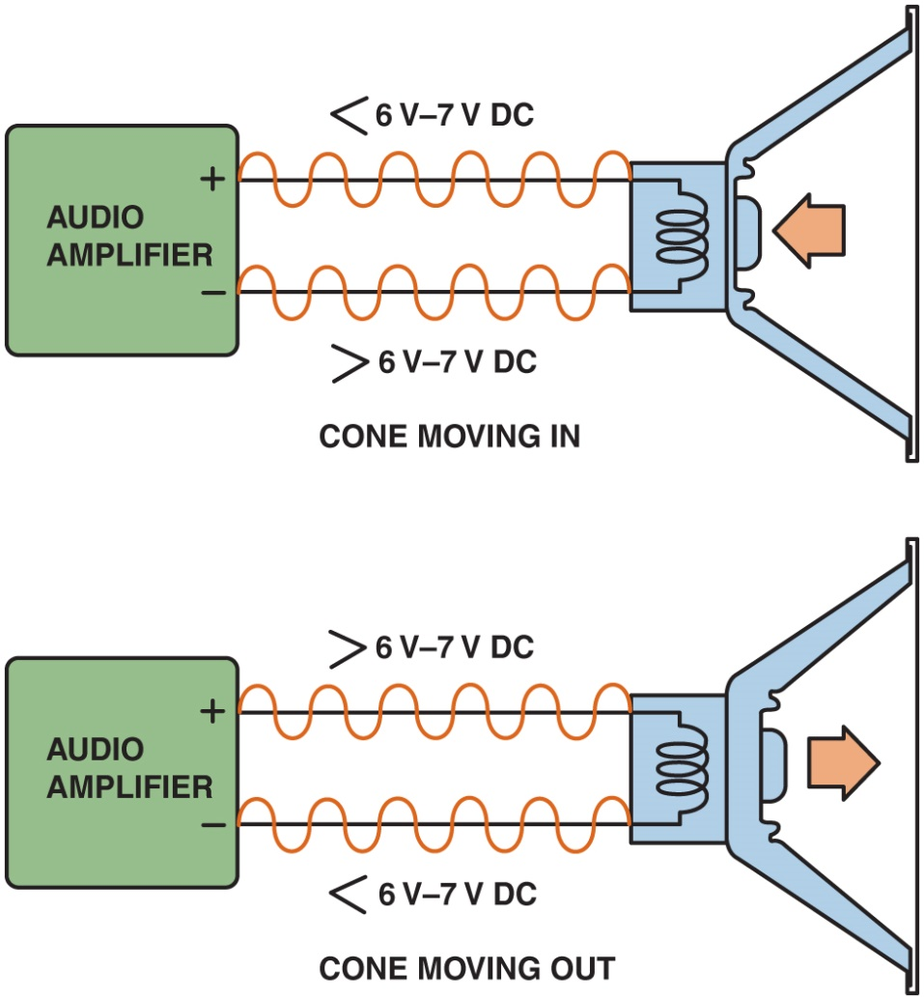 < 6 V–7 V DC
+
AUDIO
AMPLIFIER
–
> 6 V–7 V DC
CONE MOVING IN
> 6 V–7 V DC
+
AUDIO
AMPLIFIER
–
< 6 V–7 V DC
CONE MOVING OUT